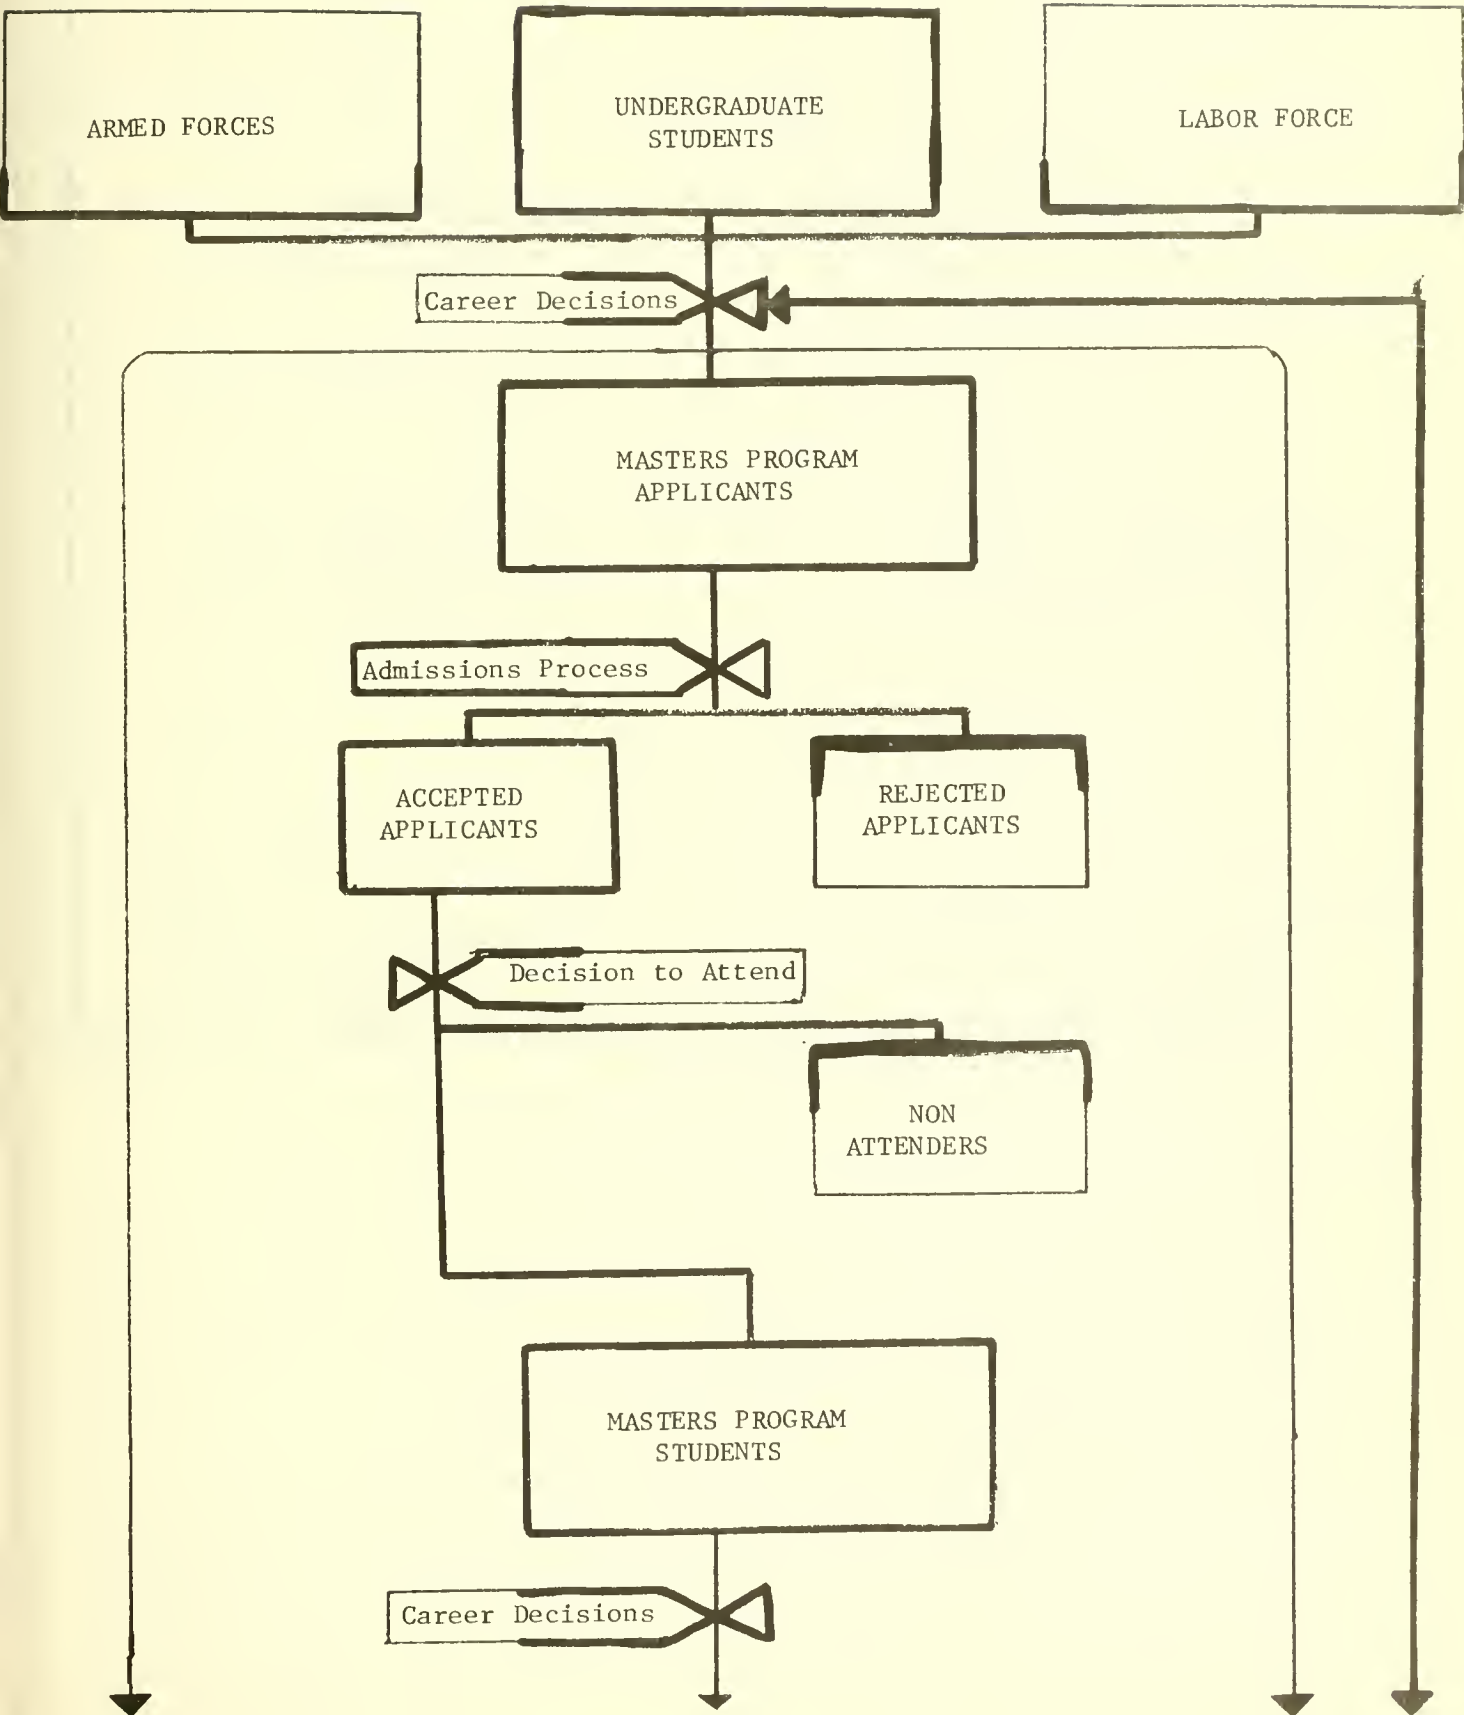 ARMED FORCES
UNDERGRADUATE
STUDENTS
LABOR FORCE
Career Decisions
MASTERS PROGRAM
APPLICANTS
Admissions Process
ACCEPTED
APPLICANTS
REJECTED
APPLICANTS
Decision to Attend
NON
ATTENDERS
MASTERS PROGRAM
STUDENTS
Career Decisions